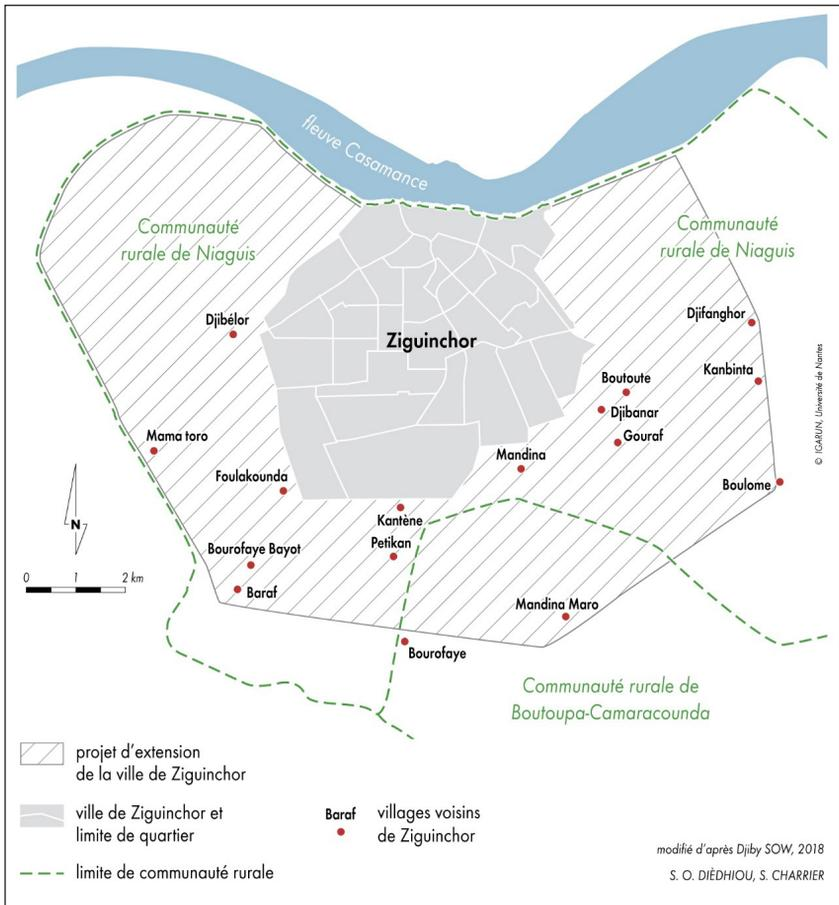 fleuve Casamance
Communauté
rurale de Niaguis
Communauté
rurale de Niaguis
Djibélor
Ziguinchor
Djifanghor
Kanbinta
Boutoute
Djibanar
Gouraf
Mama toro
Mandina
Foulakounda
Boulome
Kantène
Petikan
N
Bourofaye Bayot
0 1 2 km
Baraf
Mandina Maro
Bourofaye
Communauté rurale de
Boutoupa-Camaracounda
© IGARUN, Université de Nantes
projet d'extension
de la ville de Ziguinchor
ville de Ziguinchor et
limite de quartier
Baraf
villages voisins
de Ziguinchor
limite de communauté rurale
modifié d'après Djiby SOW, 2018
S. O. DIÈDHIOU, S. CHARRIER